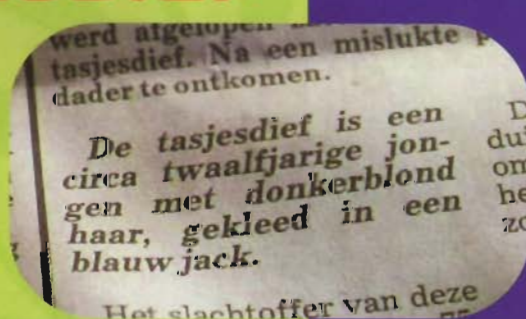 werd afgelopen
tasjesdief. Na een mislukte
dader te ontkomen.
De tasjesdief is een
circa twaalfjarige jon-
gen met donkerblond
haar, gekleed in een
blauw jack.
Het slachtoffer van deze